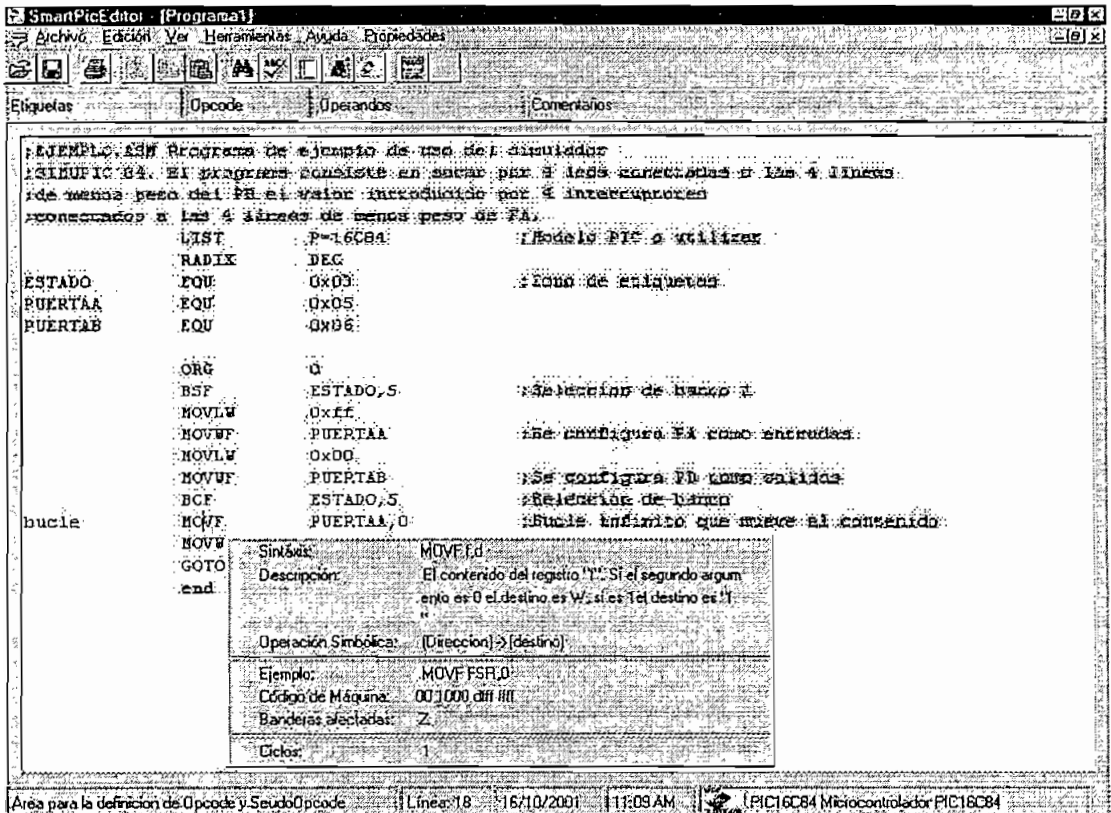 SmartPicEditor - [Programa1]
Archivo Edición Ver Herramientas Ayuda Propiedades
Etiquetas Opcode Operandos Comentarios
;EJEMPLO.ASM Programa de ejemplo de uso del simulador
;SIMUPIC'84. El programa consiste en sacar por leds conectados a las 4 líneas
;de menos peso del PB el valor introducido por 4 interruptores
;conectados a las 4 líneas de menos peso de PA.
LIST P=16C84 ;Modelo PIC a utilizar
RADIX
ESTADO EQU 0x03 ;Zona de etiquetas
PUERTAA EQU 0x05
PUERTAB EQU 0x06
ORG 0
BSF ESTADO,5 ;Seleccion de banco 1
MOVLW 0xff
MOVWF PUERTAA ;Se configura PA como entradas
MOVLW 0x00
MOVWF PUERTAB ;Se configura PB como salidas
BCF ESTADO,5 ;Seleccion de banco
bucle MOVF PUERTAA,0 ;Bucle infinito que mueve el contenido
MOVW
GOTO
end
Sintáxis: MOVF f,d
Descripción: El contenido del registro "f". Si el segundo argum
ento es 0 el destino es W, si es 1 el destino es "f
"
Operación Simbólica: (Direccion)->(destino)
Ejemplo: MOVF FSR,0
Código de Máquina: 00 1000 dfff ffff
Banderas afectadas: Z
Ciclos: 1
Area para la definicion de Opcode y SeudoOpcode Línea: 18 16/10/2001 11:09 AM PIC16C84 Microcontrolador PIC16C84